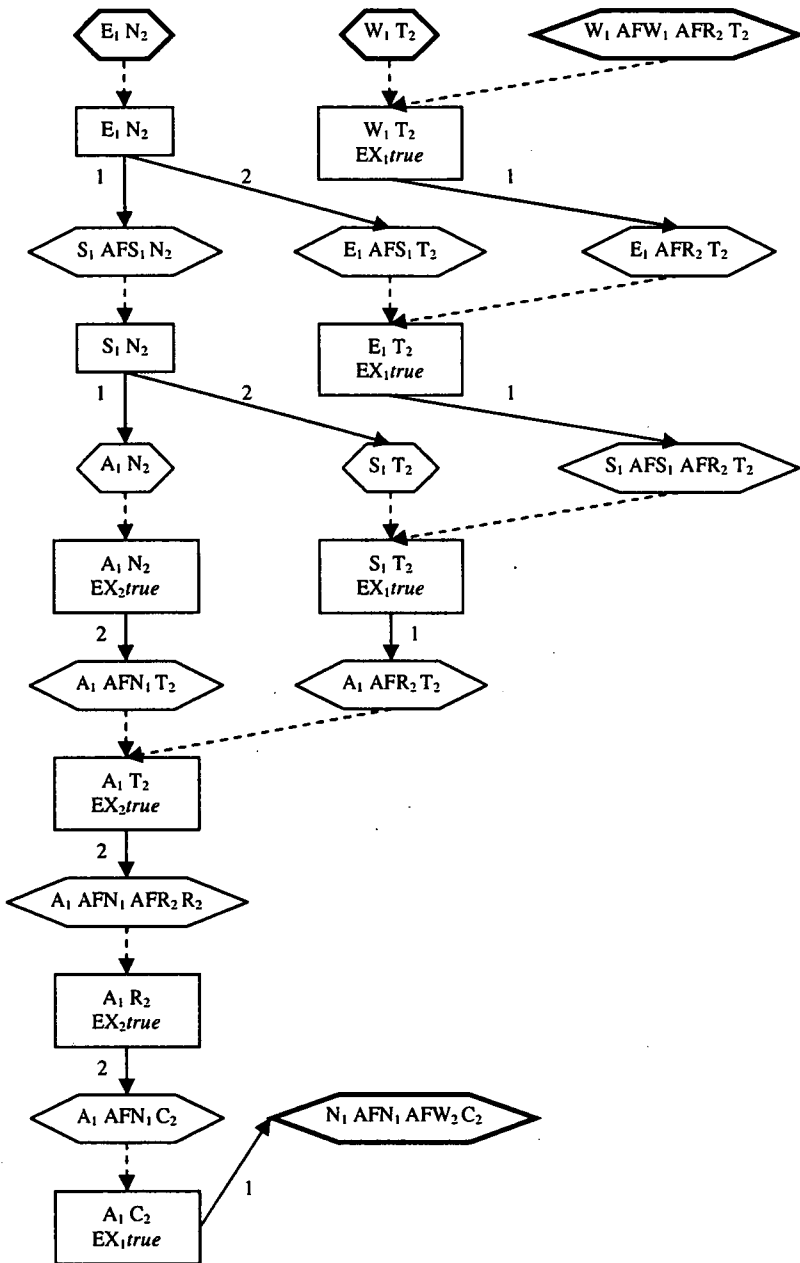 E₁ N₂
W₁ T₂
W₁ AFW₁ AFR₂ T₂
E₁ N₂
W₁ T₂
EX₁true
1
2
1
S₁ AFS₁ N₂
E₁ AFS₁ T₂
E₁ AFR₂ T₂
S₁ N₂
E₁ T₂
EX₁true
1
2
1
A₁ N₂
S₁ T₂
S₁ AFS₁ AFR₂ T₂
A₁ N₂
EX₂true
S₁ T₂
EX₁true
2
1
A₁ AFN₁ T₂
A₁ AFR₂ T₂
A₁ T₂
EX₂true
2
A₁ AFN₁ AFR₂ R₂
A₁ R₂
EX₂true
2
A₁ AFN₁ C₂
N₁ AFN₁ AFW₂ C₂
1
A₁ C₂
EX₁true